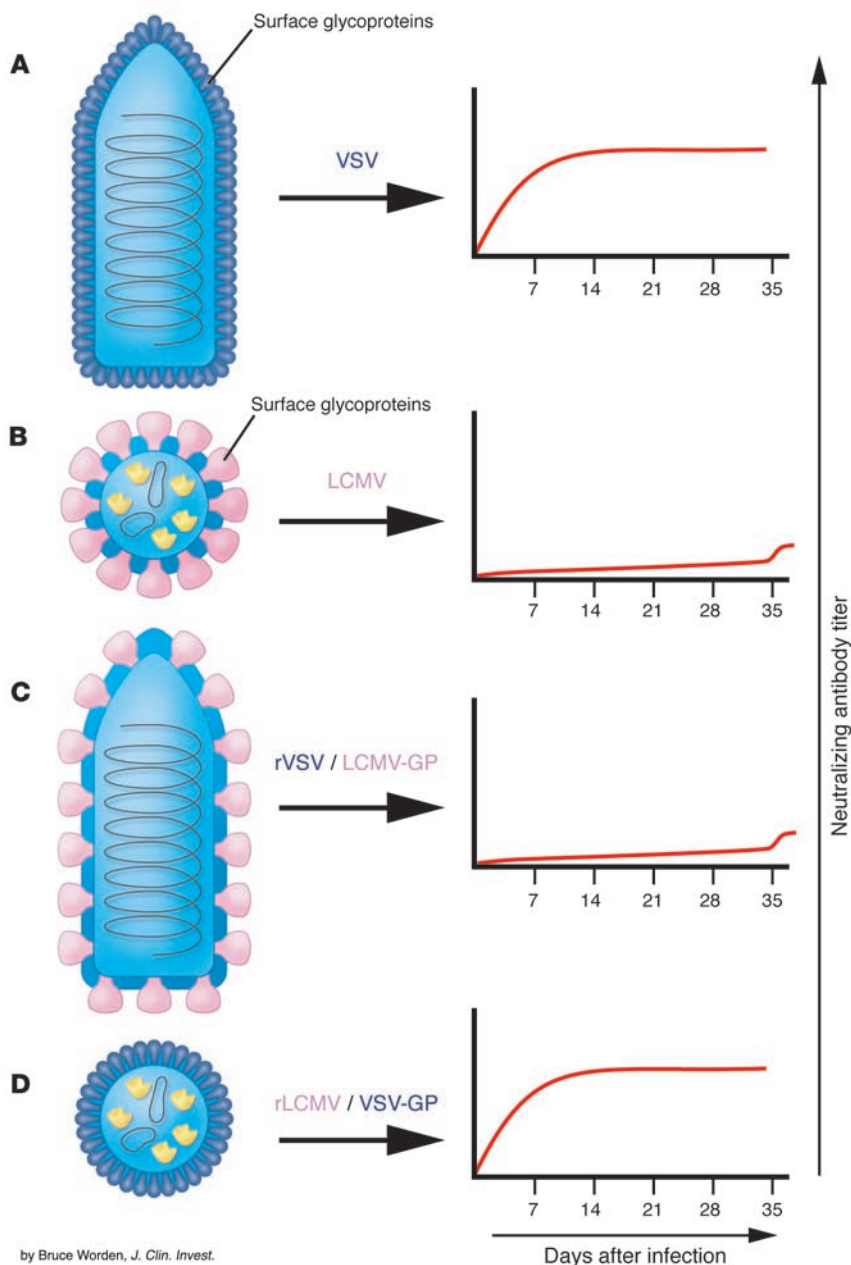 Surface glycoproteins
A
VSV
7 14 21 28 35
Surface glycoproteins
B
LCMV
7 14 21 28 35
C
rVSV / LCMV-GP
7 14 21 28 35
D
rLCMV / VSV-GP
7 14 21 28 35
Neutralizing antibody titer
Days after infection
by Bruce Worden, J. Clin. Invest.